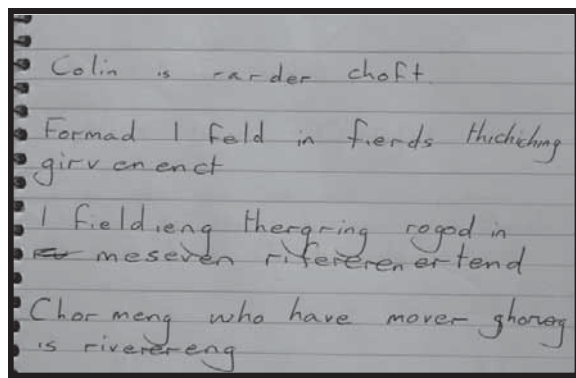 Colin is rarder choft.
Formad I feld in fierds thichiching
girvenenct
I fieldieng thergring rogod in
meseven rifererenertend
Chormeng who have mover ghoreg
is riverereng